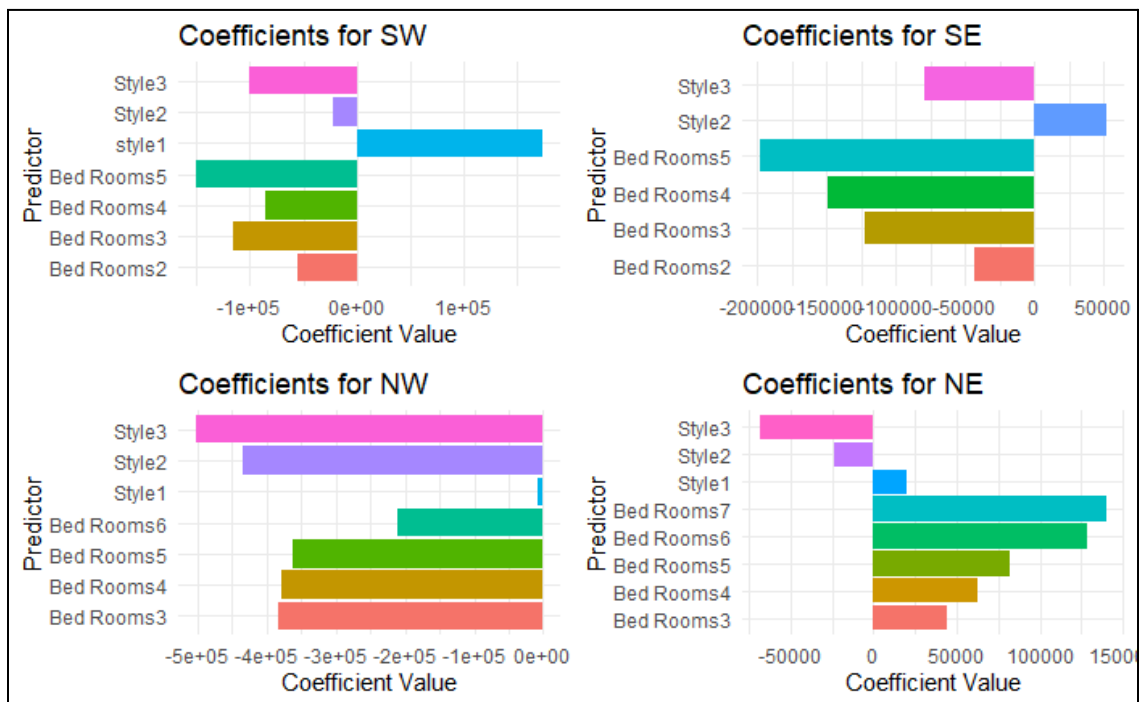 Coefficients for SW
Predictor
Style3
Style2
style1
Bed Rooms5
Bed Rooms4
Bed Rooms3
Bed Rooms2
-1e+05 0e+00 1e+05
Coefficient Value
Coefficients for SE
Predictor
Style3
Style2
Bed Rooms5
Bed Rooms4
Bed Rooms3
Bed Rooms2
-200000-150000-100000-50000 0 50000
Coefficient Value
Coefficients for NW
Predictor
Style3
Style2
Style1
Bed Rooms6
Bed Rooms5
Bed Rooms4
Bed Rooms3
-5e+05 -4e+05 -3e+05 -2e+05 -1e+05 0e+00
Coefficient Value
Coefficients for NE
Predictor
Style3
Style2
Style1
Bed Rooms7
Bed Rooms6
Bed Rooms5
Bed Rooms4
Bed Rooms3
-50000 0 50000 100000 15000
Coefficient Value